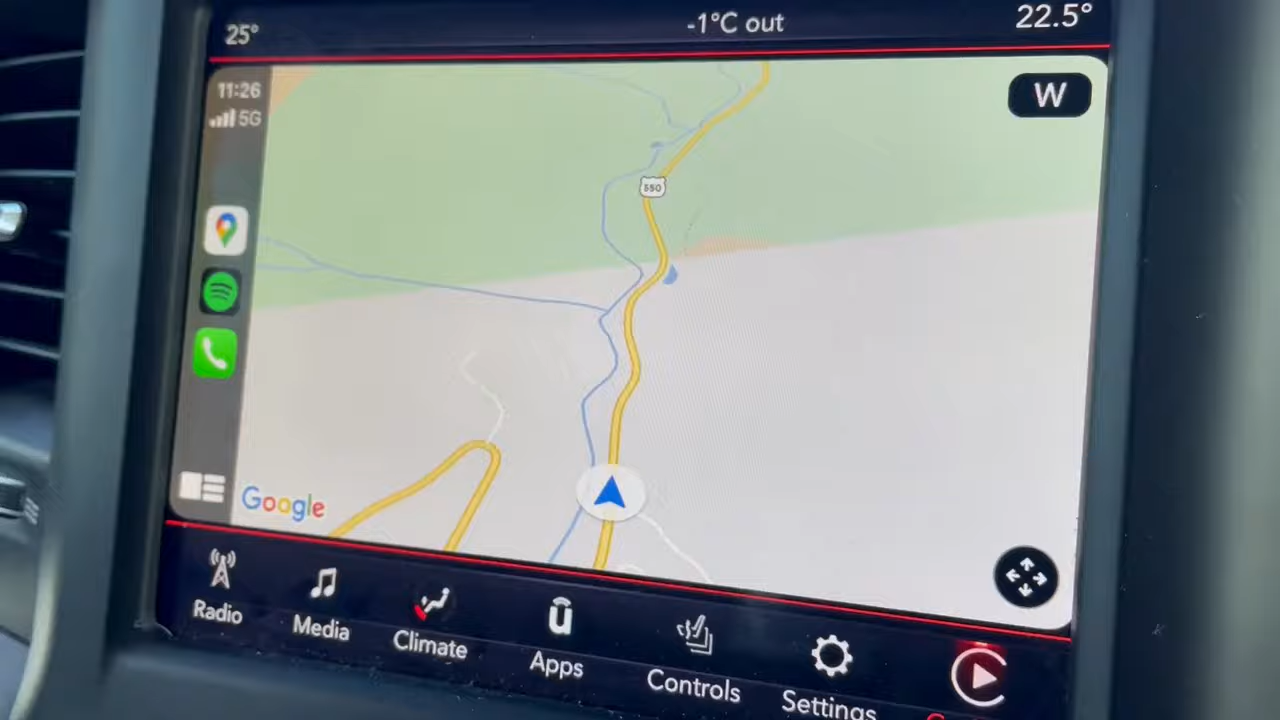 25°
-1°C out
22.5°
11:26
5G
W
550
Google
Radio
Media
Climate
Apps
Controls
Settings